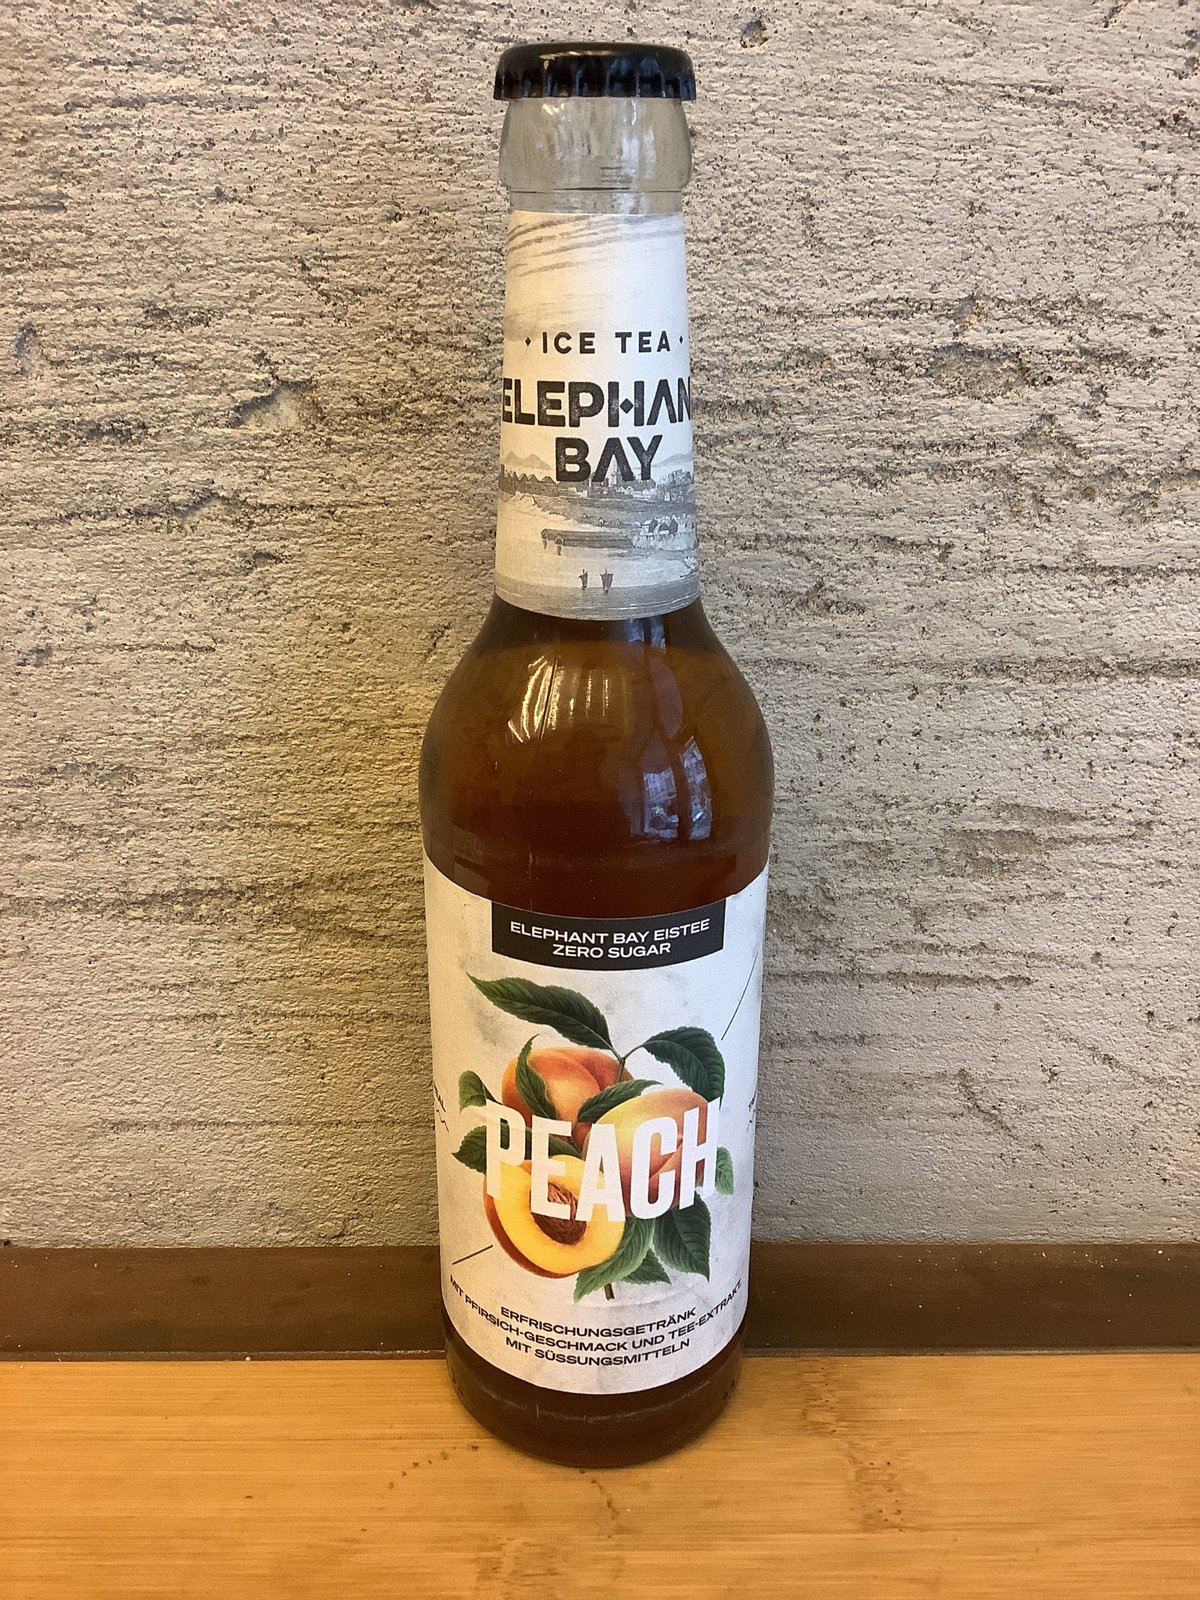 · ICE TEA ·
ELEPHAN
BAY
ELEPHANT BAY EISTEE
ZERO SUGAR
PEACH
ERFRISCHUNGSGETRÄNK
MIT PFIRSICH-GESCHMACK UND TEE-EXTRAKT
MIT SÜSSUNGSMITTELN